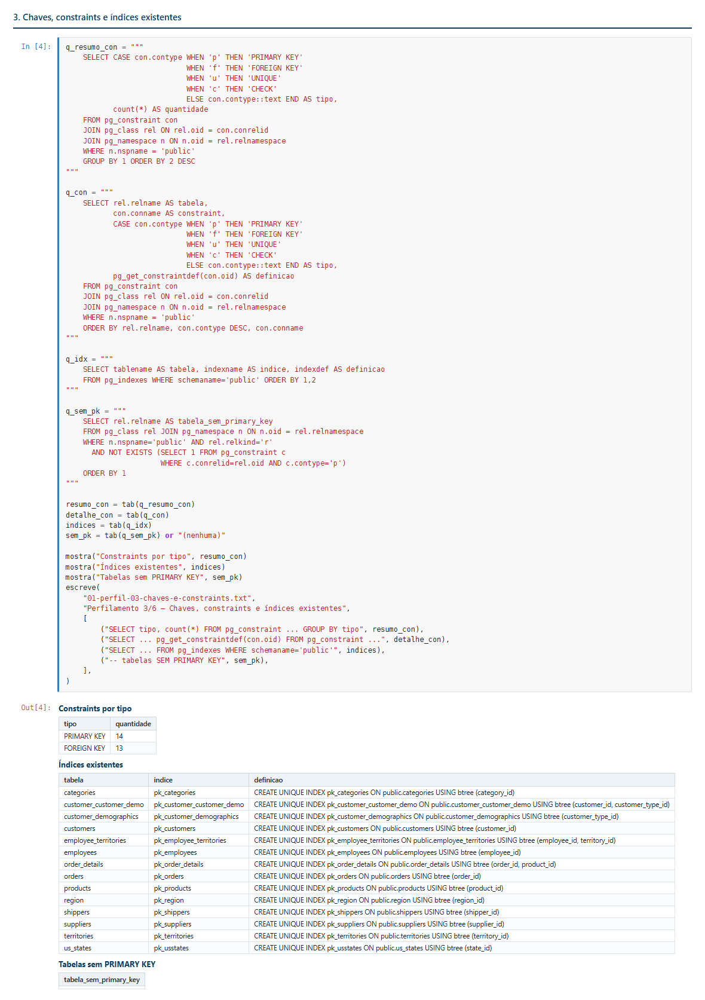 3. Chaves, constraints e índices existentes
In [4]:
q_resumo_con = """
    SELECT CASE con.contype WHEN 'p' THEN 'PRIMARY KEY'
                            WHEN 'f' THEN 'FOREIGN KEY'
                            WHEN 'u' THEN 'UNIQUE'
                            WHEN 'c' THEN 'CHECK'
                            ELSE con.contype::text END AS tipo,
           count(*) AS quantidade
    FROM pg_constraint con
    JOIN pg_class rel ON rel.oid = con.conrelid
    JOIN pg_namespace n ON n.oid = rel.relnamespace
    WHERE n.nspname = 'public'
    GROUP BY 1 ORDER BY 2 DESC
"""

q_con = """
    SELECT rel.relname AS tabela,
           con.conname AS constraint,
           CASE con.contype WHEN 'p' THEN 'PRIMARY KEY'
                            WHEN 'f' THEN 'FOREIGN KEY'
                            WHEN 'u' THEN 'UNIQUE'
                            WHEN 'c' THEN 'CHECK'
                            ELSE con.contype::text END AS tipo,
           pg_get_constraintdef(con.oid) AS definicao
    FROM pg_constraint con
    JOIN pg_class rel ON rel.oid = con.conrelid
    JOIN pg_namespace n ON n.oid = rel.relnamespace
    WHERE n.nspname = 'public'
    ORDER BY rel.relname, con.contype DESC, con.conname
"""

q_idx = """
    SELECT tablename AS tabela, indexname AS indice, indexdef AS definicao
    FROM pg_indexes WHERE schemaname='public' ORDER BY 1,2
"""

q_sem_pk = """
    SELECT rel.relname AS tabela_sem_primary_key
    FROM pg_class rel JOIN pg_namespace n ON n.oid = rel.relnamespace
    WHERE n.nspname='public' AND rel.relkind='r'
      AND NOT EXISTS (SELECT 1 FROM pg_constraint c
                      WHERE c.conrelid=rel.oid AND c.contype='p')
    ORDER BY 1
"""

resumo_con = tab(q_resumo_con)
detalhe_con = tab(q_con)
indices = tab(q_idx)
sem_pk = tab(q_sem_pk) or "(nenhuma)"

mostra("Constraints por tipo", resumo_con)
mostra("Índices existentes", indices)
mostra("Tabelas sem PRIMARY KEY", sem_pk)
escreve(
    "01-perfil-03-chaves-e-constraints.txt",
    "Perfilamento 3/6 — Chaves, constraints e índices existentes",
    [
        ("SELECT tipo, count(*) FROM pg_constraint ... GROUP BY tipo", resumo_con),
        ("SELECT ... pg_get_constraintdef(con.oid) FROM pg_constraint ...", detalhe_con),
        ("SELECT ... FROM pg_indexes WHERE schemaname='public'", indices),
        ("-- tabelas SEM PRIMARY KEY", sem_pk),
    ],
)
Out[4]:
Constraints por tipo
tipo quantidade
PRIMARY KEY 14
FOREIGN KEY 13
Índices existentes
tabela indice definicao
categories pk_categories CREATE UNIQUE INDEX pk_categories ON public.categories USING btree (category_id)
customer_customer_demo pk_customer_customer_demo CREATE UNIQUE INDEX pk_customer_customer_demo ON public.customer_customer_demo USING btree (customer_id, customer_type_id)
customer_demographics pk_customer_demographics CREATE UNIQUE INDEX pk_customer_demographics ON public.customer_demographics USING btree (customer_type_id)
customers pk_customers CREATE UNIQUE INDEX pk_customers ON public.customers USING btree (customer_id)
employee_territories pk_employee_territories CREATE UNIQUE INDEX pk_employee_territories ON public.employee_territories USING btree (employee_id, territory_id)
employees pk_employees CREATE UNIQUE INDEX pk_employees ON public.employees USING btree (employee_id)
order_details pk_order_details CREATE UNIQUE INDEX pk_order_details ON public.order_details USING btree (order_id, product_id)
orders pk_orders CREATE UNIQUE INDEX pk_orders ON public.orders USING btree (order_id)
products pk_products CREATE UNIQUE INDEX pk_products ON public.products USING btree (product_id)
region pk_region CREATE UNIQUE INDEX pk_region ON public.region USING btree (region_id)
shippers pk_shippers CREATE UNIQUE INDEX pk_shippers ON public.shippers USING btree (shipper_id)
suppliers pk_suppliers CREATE UNIQUE INDEX pk_suppliers ON public.suppliers USING btree (supplier_id)
territories pk_territories CREATE UNIQUE INDEX pk_territories ON public.territories USING btree (territory_id)
us_states pk_usstates CREATE UNIQUE INDEX pk_usstates ON public.us_states USING btree (state_id)
Tabelas sem PRIMARY KEY
tabela_sem_primary_key